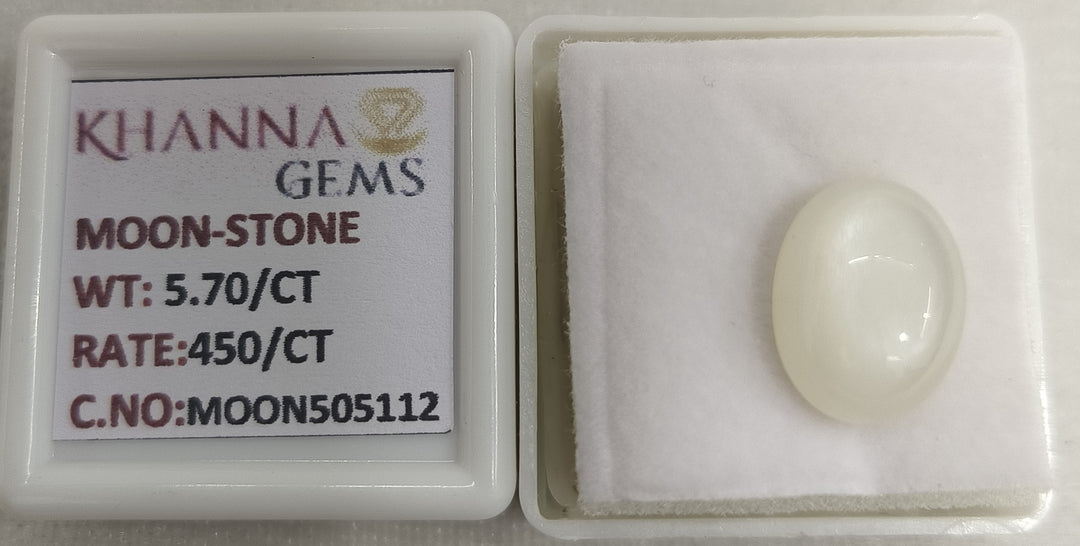 KHANNA
GEMS
MOON-STONE
WT: 5.70/CT
RATE:450/CT
C.NO:MOON505112